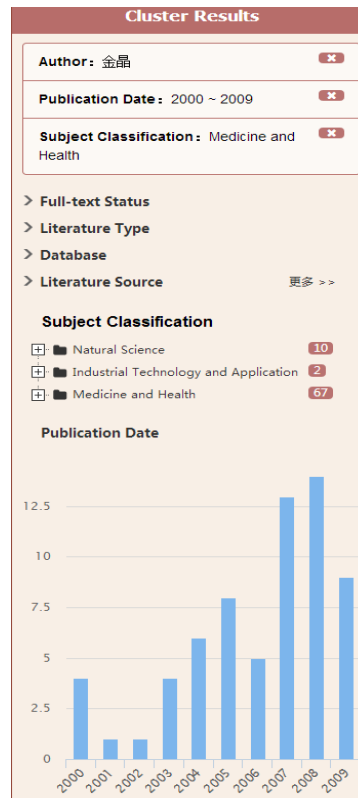 Cluster Results
Author：金晶
Publication Date：2000 ~ 2009
Subject Classification：Medicine and
Health
Full-text Status
Literature Type
Database
Literature Source 更多 >>
Subject Classification
Natural Science 10
Industrial Technology and Application 2
Medicine and Health 67
Publication Date
12.5
10
7.5
5
2.5
0
2000 2001 2002 2003 2004 2005 2006 2007 2008 2009